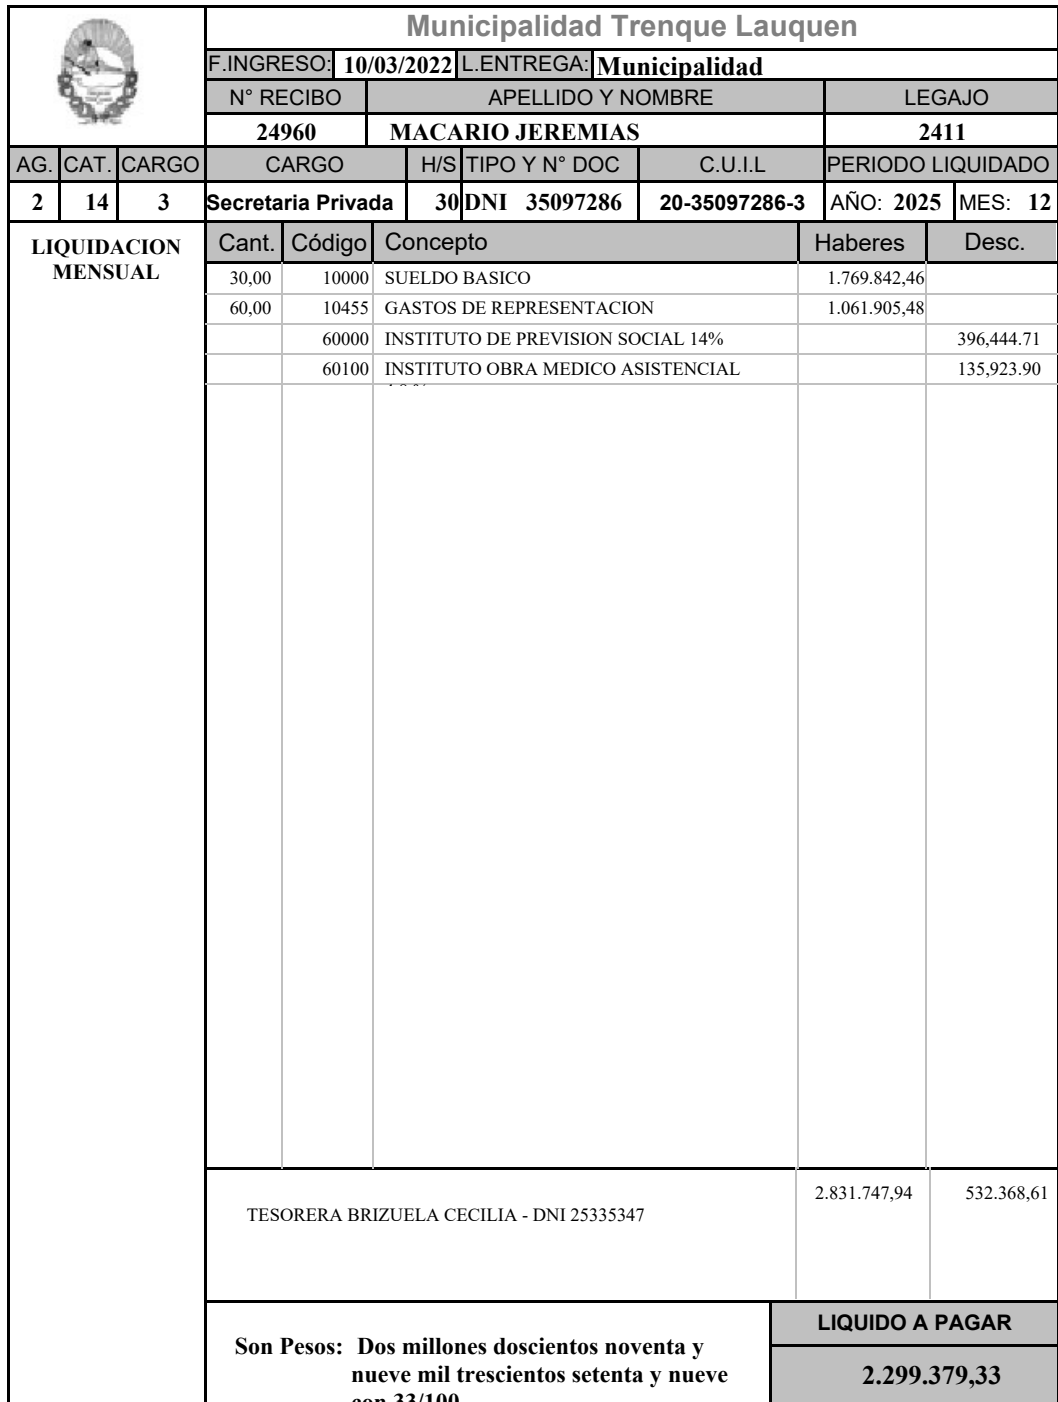 Municipalidad Trenque Lauquen
F.INGRESO: 10/03/2022 L.ENTREGA: Municipalidad
N° RECIBO APELLIDO Y NOMBRE LEGAJO
24960 MACARIO JEREMIAS 2411
AG. CAT. CARGO CARGO H/S TIPO Y N° DOC C.U.I.L PERIODO LIQUIDADO
2 14 3 Secretaria Privada 30 DNI 35097286 20-35097286-3 AÑO: 2025 MES: 12
LIQUIDACION
MENSUAL
Cant. Código Concepto Haberes Desc.
30,00 10000 SUELDO BASICO 1.769.842,46
60,00 10455 GASTOS DE REPRESENTACION 1.061.905,48
60000 INSTITUTO DE PREVISION SOCIAL 14% 396,444.71
60100 INSTITUTO OBRA MEDICO ASISTENCIAL 135,923.90
2.831.747,94 532.368,61
TESORERA BRIZUELA CECILIA - DNI 25335347
LIQUIDO A PAGAR
Son Pesos: Dos millones doscientos noventa y
nueve mil trescientos setenta y nueve
con 33/100
2.299.379,33